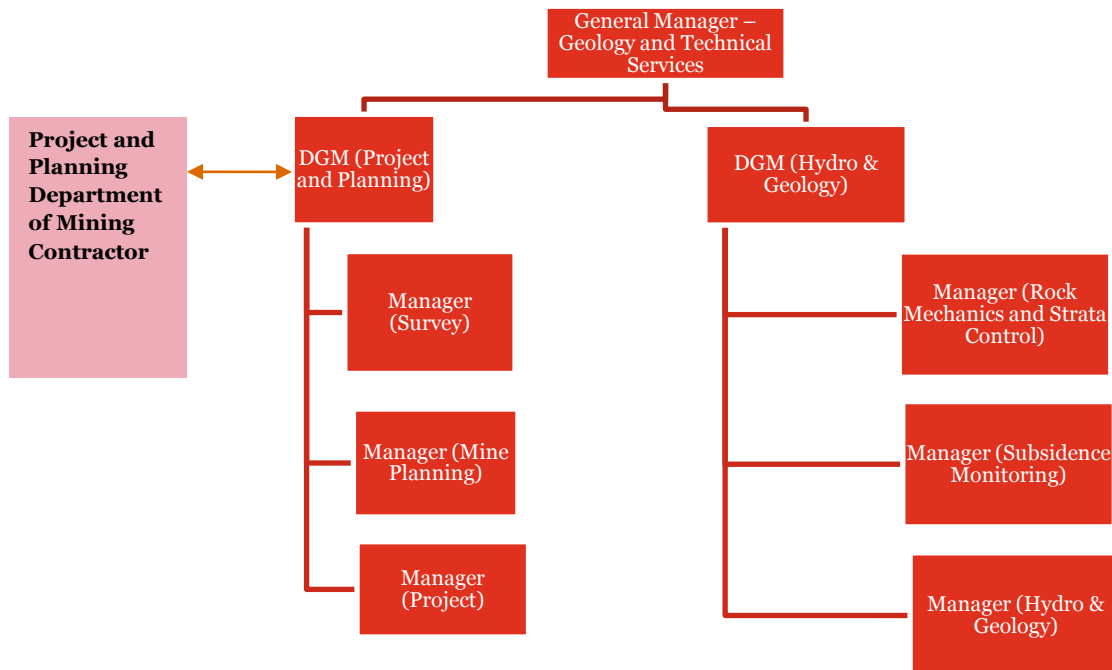 General Manager –
Geology and Technical
Services
Project and
Planning
Department
of Mining
Contractor
DGM (Project
and Planning)
DGM (Hydro &
Geology)
Manager
(Survey)
Manager (Mine
Planning)
Manager
(Project)
Manager (Rock
Mechanics and Strata
Control)
Manager (Subsidence
Monitoring)
Manager (Hydro &
Geology)